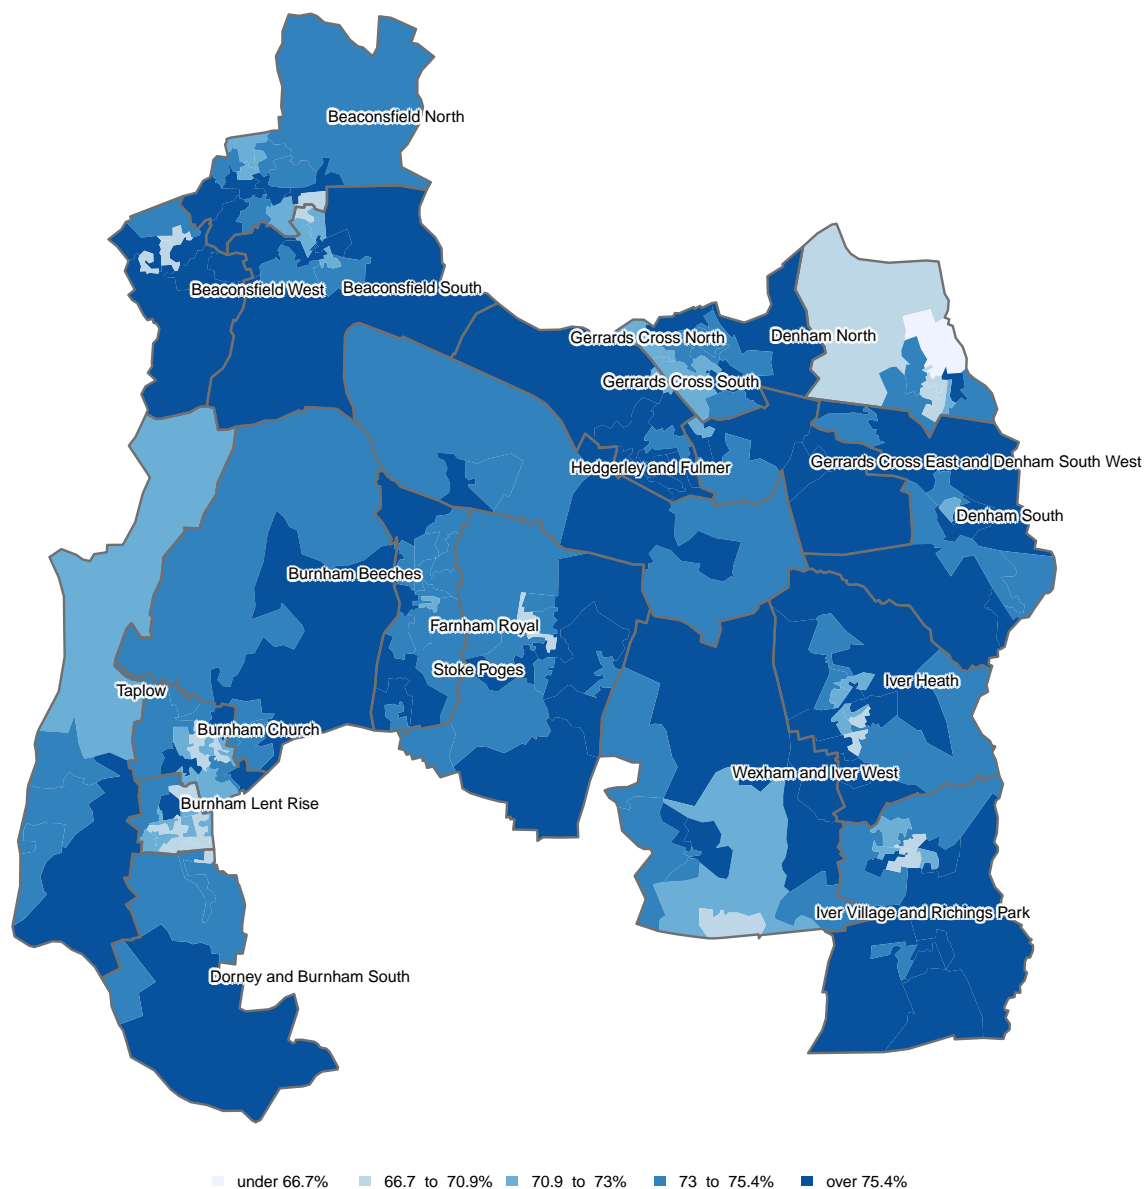 Beaconsfield North
Beaconsfield West
Beaconsfield South
Gerrards Cross North
Denham North
Gerrards Cross South
Hedgerley and Fulmer
Gerrards Cross East and Denham South West
Denham South
Burnham Beeches
Farnham Royal
Stoke Poges
Taplow
Iver Heath
Burnham Church
Wexham and Iver West
Burnham Lent Rise
Iver Village and Richings Park
Dorney and Burnham South
under 66.7% 66.7 to 70.9% 70.9 to 73% 73 to 75.4% over 75.4%